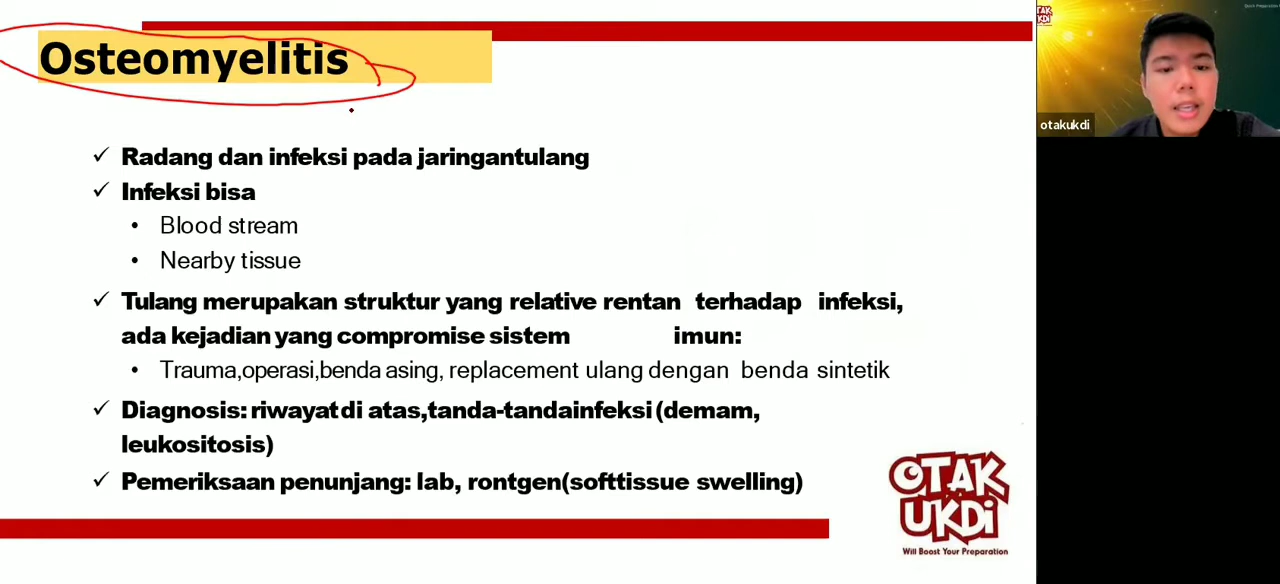 Osteomyelitis
Radang dan infeksi pada jaringantulang
Infeksi bisa
Blood stream
Nearby tissue
Tulang merupakan struktur yang relative rentan terhadap infeksi,
ada kejadian yang compromise sistem imun:
Trauma,operasi,benda asing, replacement ulang dengan benda sintetik
Diagnosis: riwayat di atas,tanda-tandainfeksi (demam,
leukositosis)
Pemeriksaan penunjang: lab, rontgen(softtissue swelling)
OTAK
UKDi
Will Boost Your Preparation
otakukdi